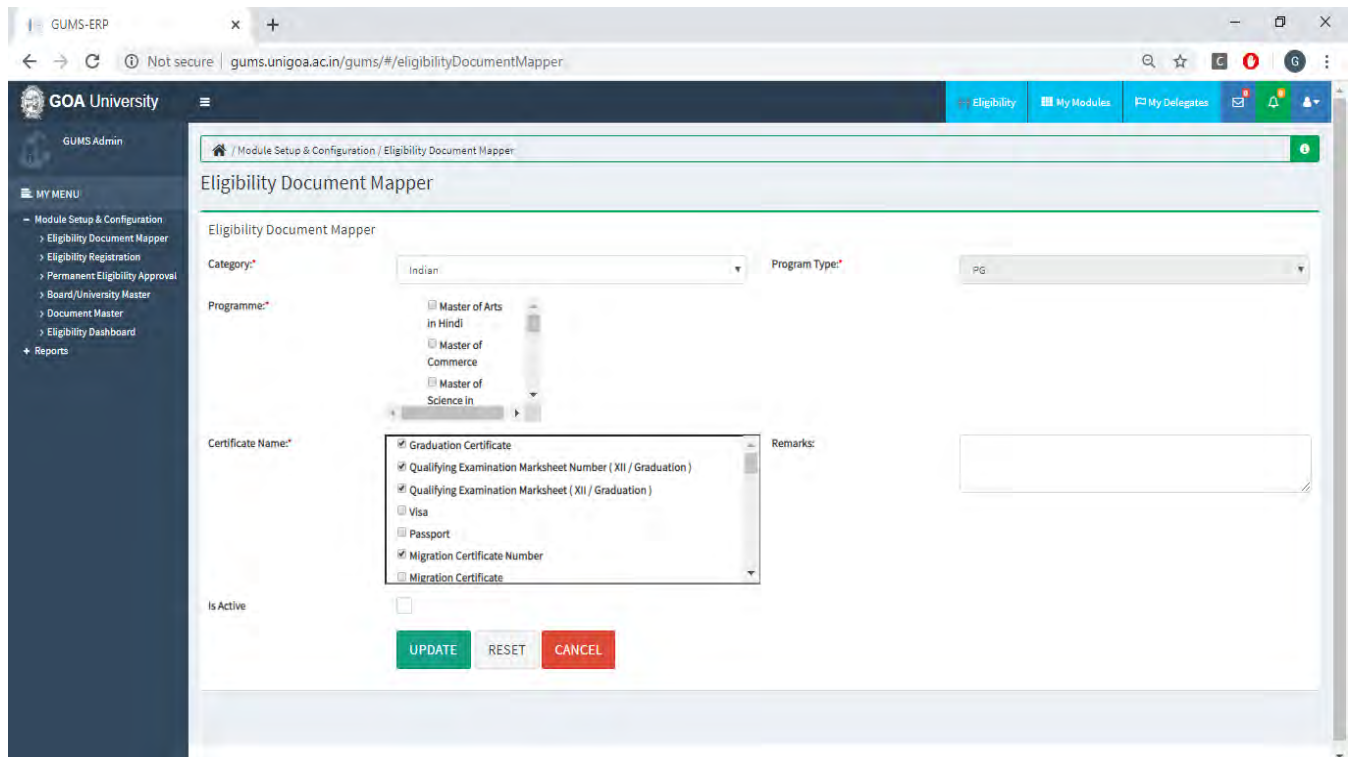 GUMS-ERP
Not secure | gums.unigoa.ac.in/gums/#/eligibilityDocumentMapper
GOA University
Eligibility
My Modules
My Delegates
GUMS Admin
/ Module Setup & Configuration / Eligibility Document Mapper
Eligibility Document Mapper
MY MENU
Module Setup & Configuration
> Eligibility Document Mapper
> Eligibility Registration
> Permanent Eligibility Approval
> Board/University Master
> Document Master
> Eligibility Dashboard
+ Reports
Eligibility Document Mapper
Category:*
Indian
Program Type:*
PG
Programme:*
Master of Arts
in Hindi
Master of
Commerce
Master of
Science in
Certificate Name:*
Graduation Certificate
Qualifying Examination Marksheet Number ( XII / Graduation )
Qualifying Examination Marksheet ( XII / Graduation )
Visa
Passport
Migration Certificate Number
Migration Certificate
Remarks:
Is Active
UPDATE
RESET
CANCEL